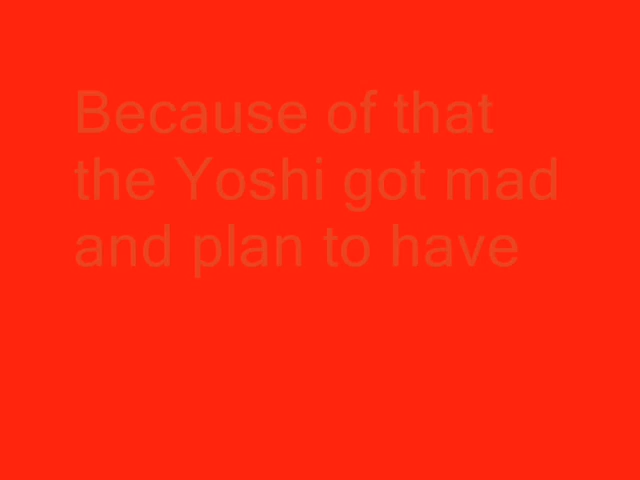 Because of that
the Yoshi got mad
and plan to have